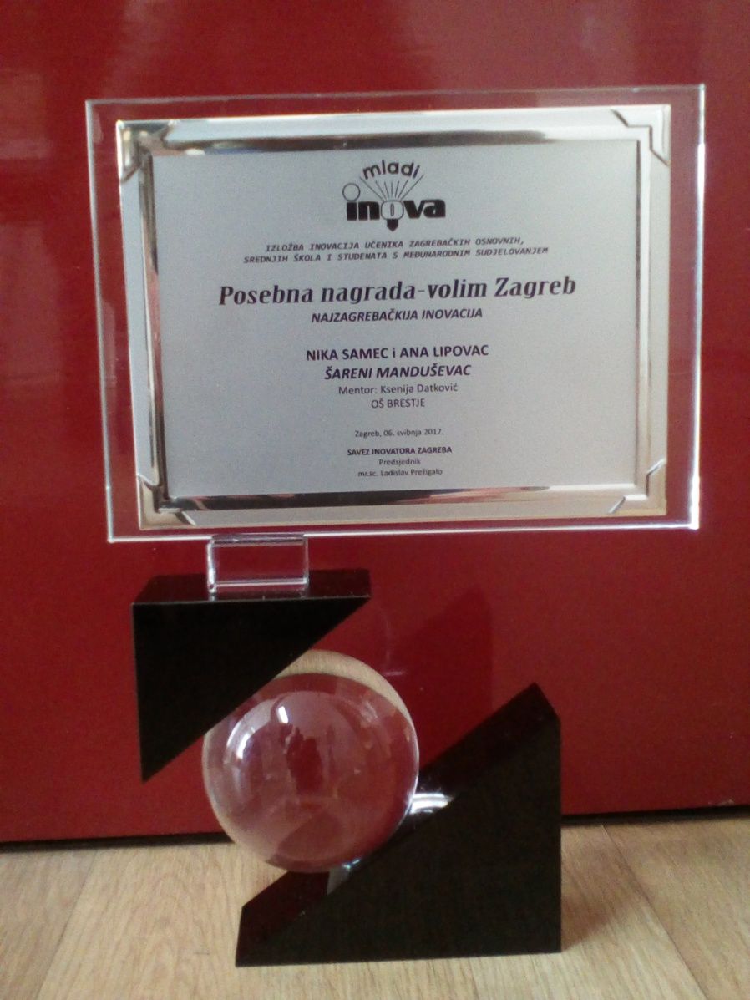 mladi
inova
IZLOŽBA INOVACIJA UČENIKA ZAGREBAČKIH OSNOVNIH,
SREDNJIH ŠKOLA I STUDENATA S MEĐUNARODNIM SUDJELOVANJEM
Posebna nagrada-volim Zagreb
NAJZAGREBAČKIJA INOVACIJA
NIKA SAMEC i ANA LIPOVAC
ŠARENI MANDUŠEVAC
Mentor: Ksenija Datković
OŠ BRESTJE
Zagreb, 06. svibnja 2017.
SAVEZ INOVATORA ZAGREBA
Predsjednik
mr.sc. Ladislav Prežigalo